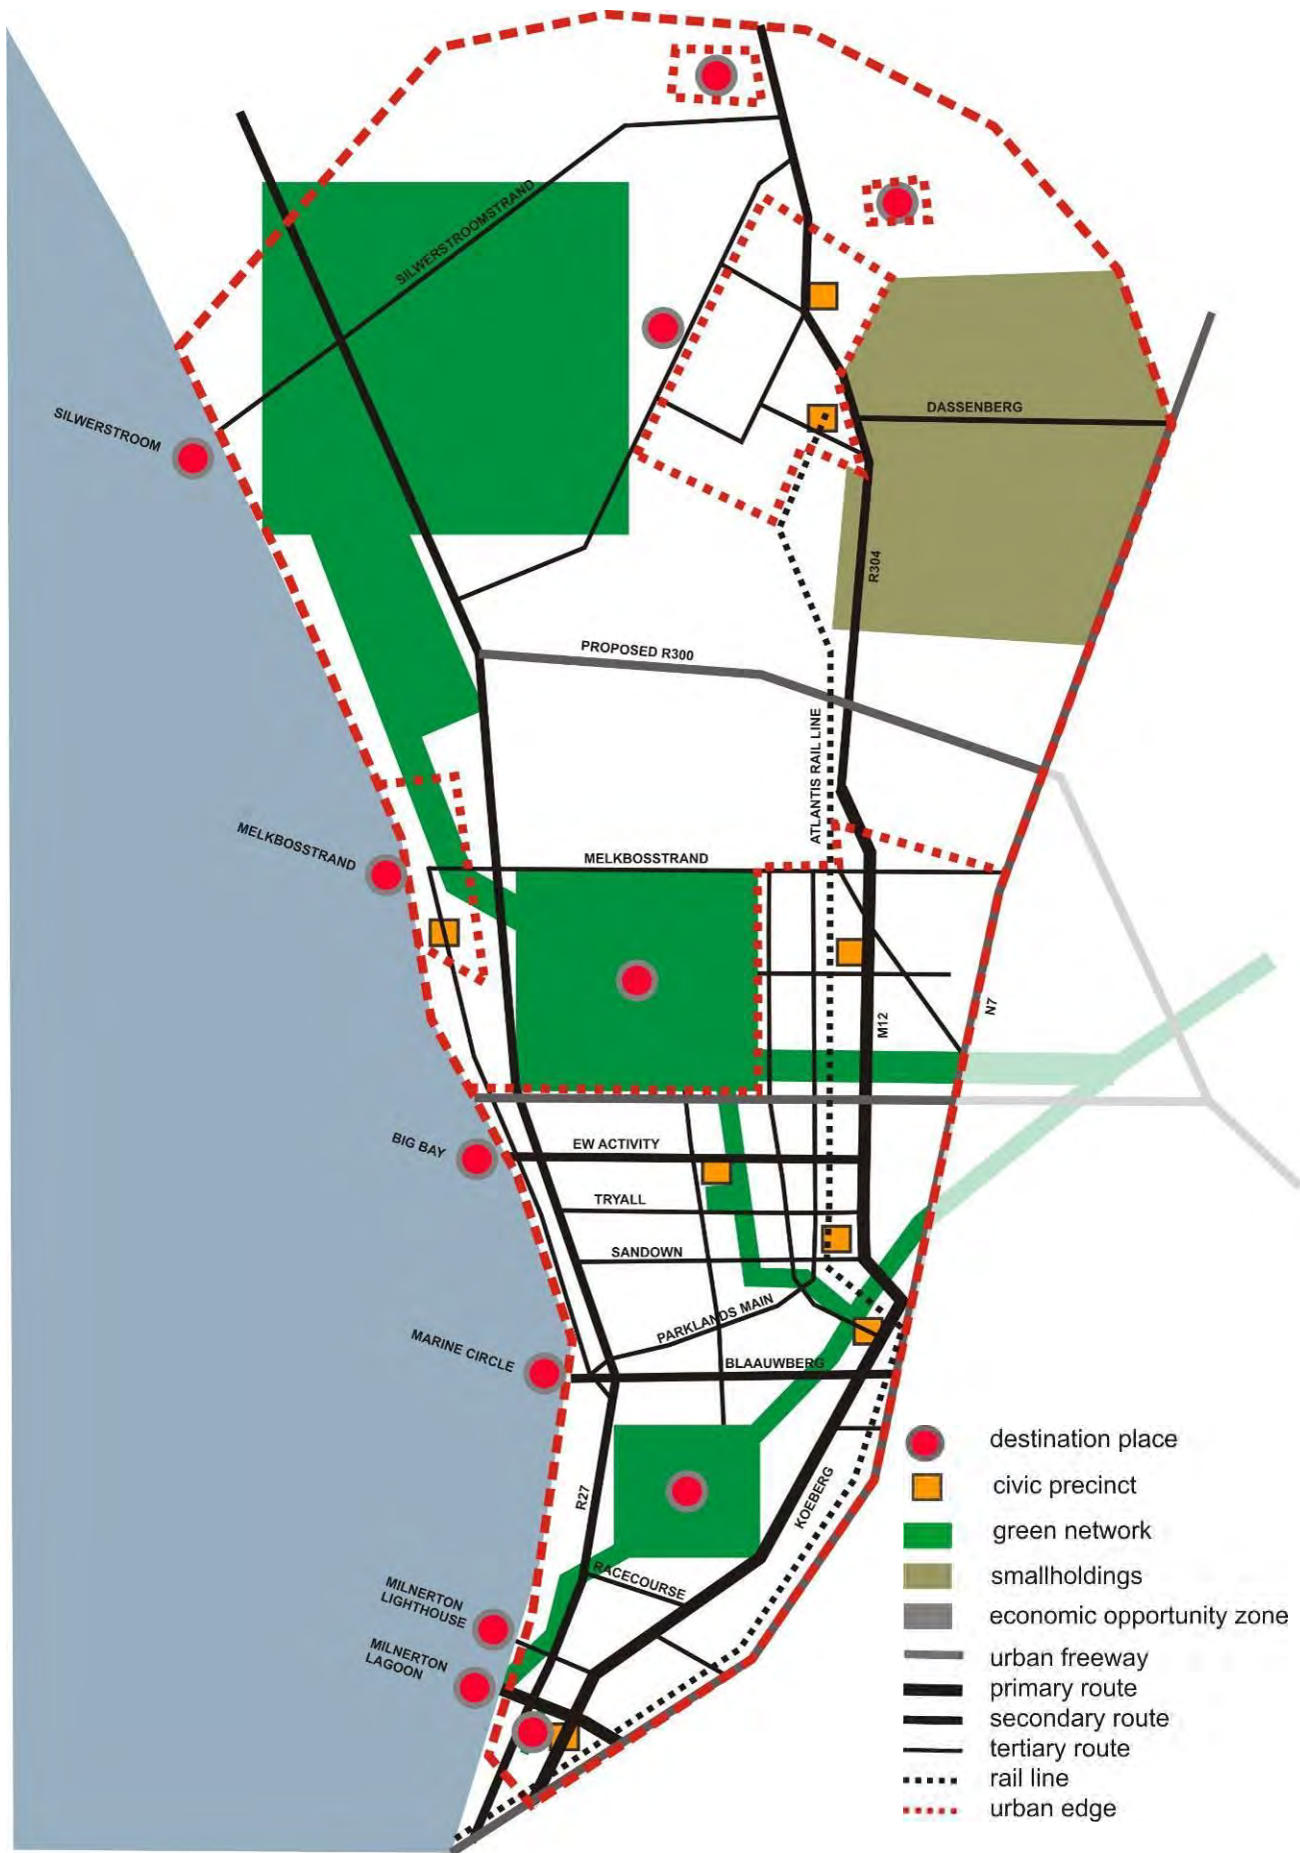 SILWERSTROOMSTRAND
SILWERSTROOM
DASSENBERG
R304
PROPOSED R300
ATLANTIS RAIL LINE
MELKBOSSTRAND
MELKBOSSTRAND
N7
M12
BIG BAY
EW ACTIVITY
TRYALL
SANDOWN
PARKLANDS MAIN
MARINE CIRCLE
BLAAUWBERG
R27
KOEBERG
RACECOURSE
MILNERTON
LIGHTHOUSE
MILNERTON
LAGOON
destination place
civic precinct
green network
smallholdings
economic opportunity zone
urban freeway
primary route
secondary route
tertiary route
rail line
urban edge